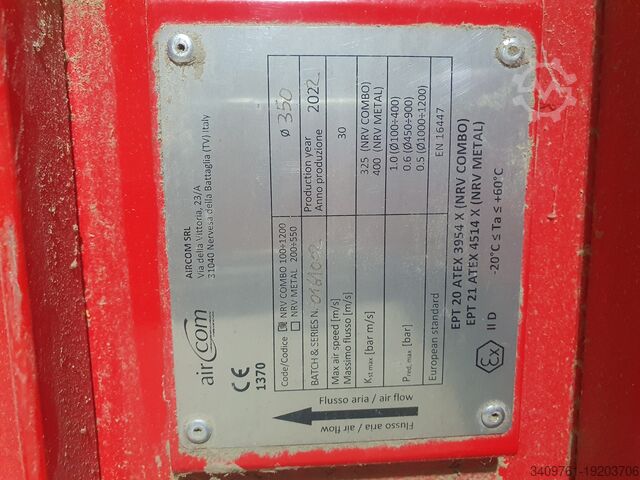 aircom
AIRCOM SRL
Via della Vittoria, 23/A
31040 Nervesa della Battaglia (TV) Italy
CE
1370
Code/Codice NRV COMBO 100÷1200
NRV METAL 200÷550
ø 350
BATCH & SERIES N.
Production year 2022
Anno produzione
Max air speed [m/s] 30
Massimo flusso [m/s]
Kst max [bar m/s] 325 (NRV COMBO)
400 (NRV METAL)
Pred, max [bar] 1.0 (Ø100÷400)
0.6 (Ø450÷900)
0.5 (Ø1000÷1200)
European standard EN 16447
Ex II D
EPT 20 ATEX 3954 X (NRV COMBO)
EPT 21 ATEX 4514 X (NRV METAL)
-20°C ≤ Ta ≤ +60°C
Flusso aria / air flow
Flusso aria / air flow
3409761-19203706